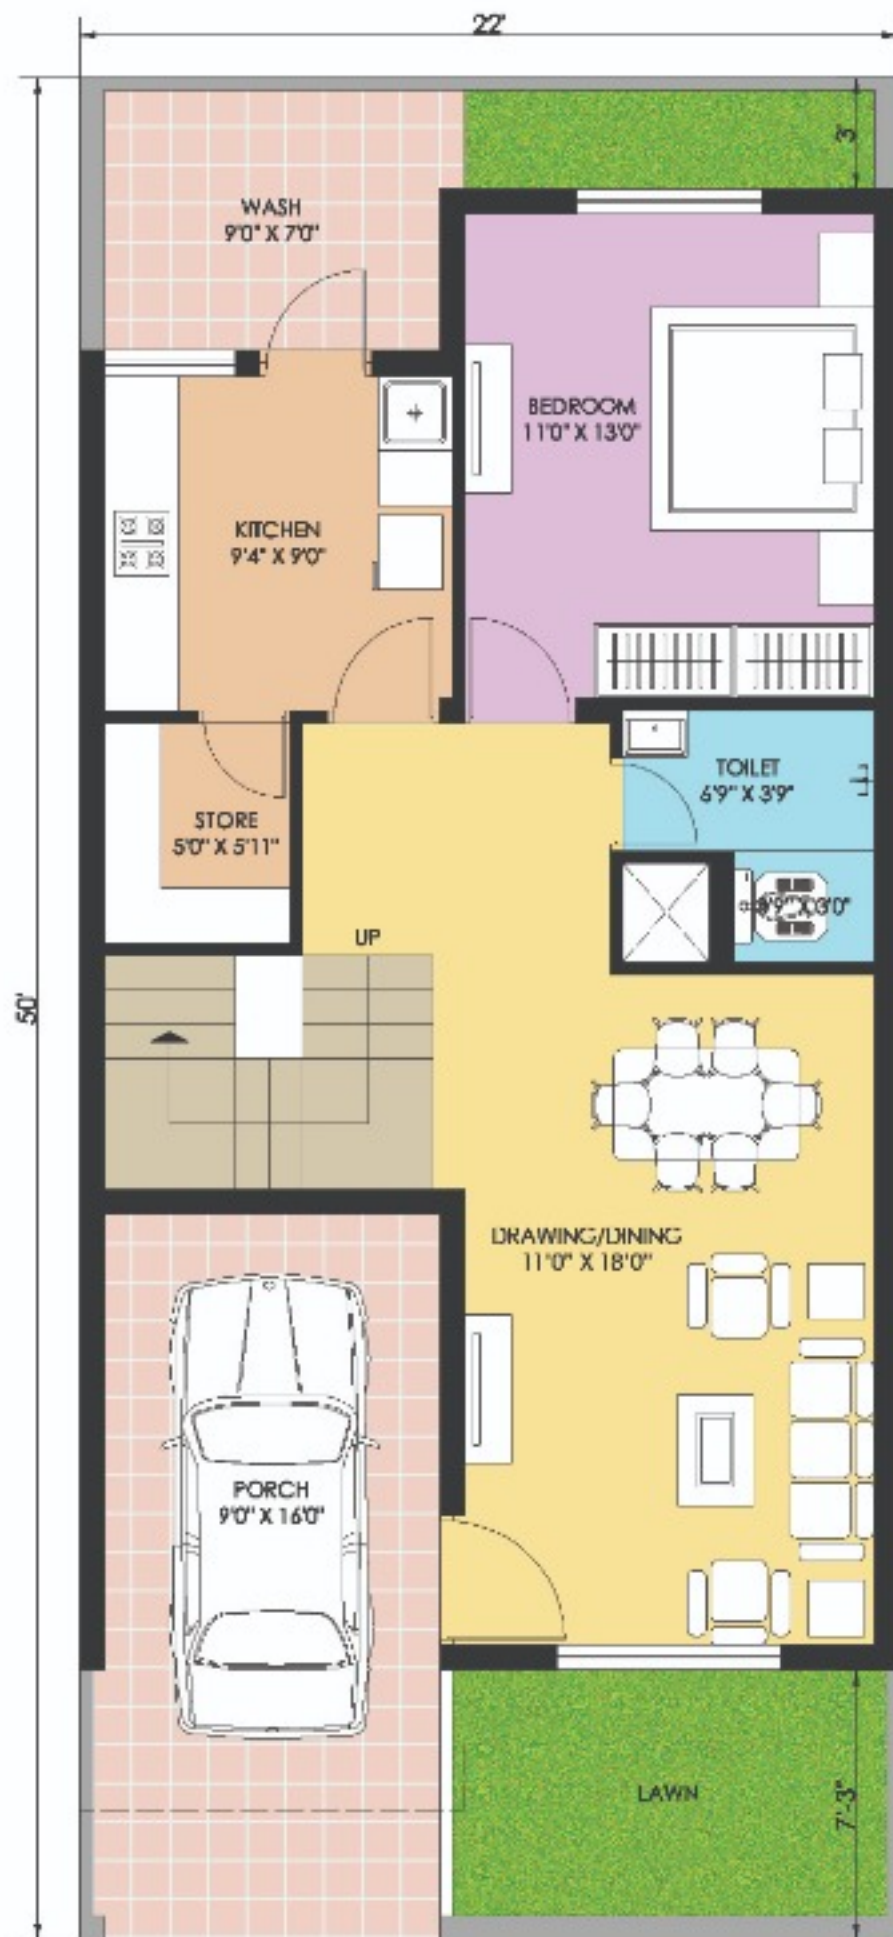 22'
3'
WASH
9'0" X 7'0"
BEDROOM
11'0" X 13'0"
KITCHEN
9'4" X 9'0"
TOILET
6'9" X 3'9"
STORE
5'0" X 5'11"
X 3'0"
UP
50'
DRAWING/DINING
11'0" X 18'0"
PORCH
9'0" X 16'0"
LAWN
7'-3"